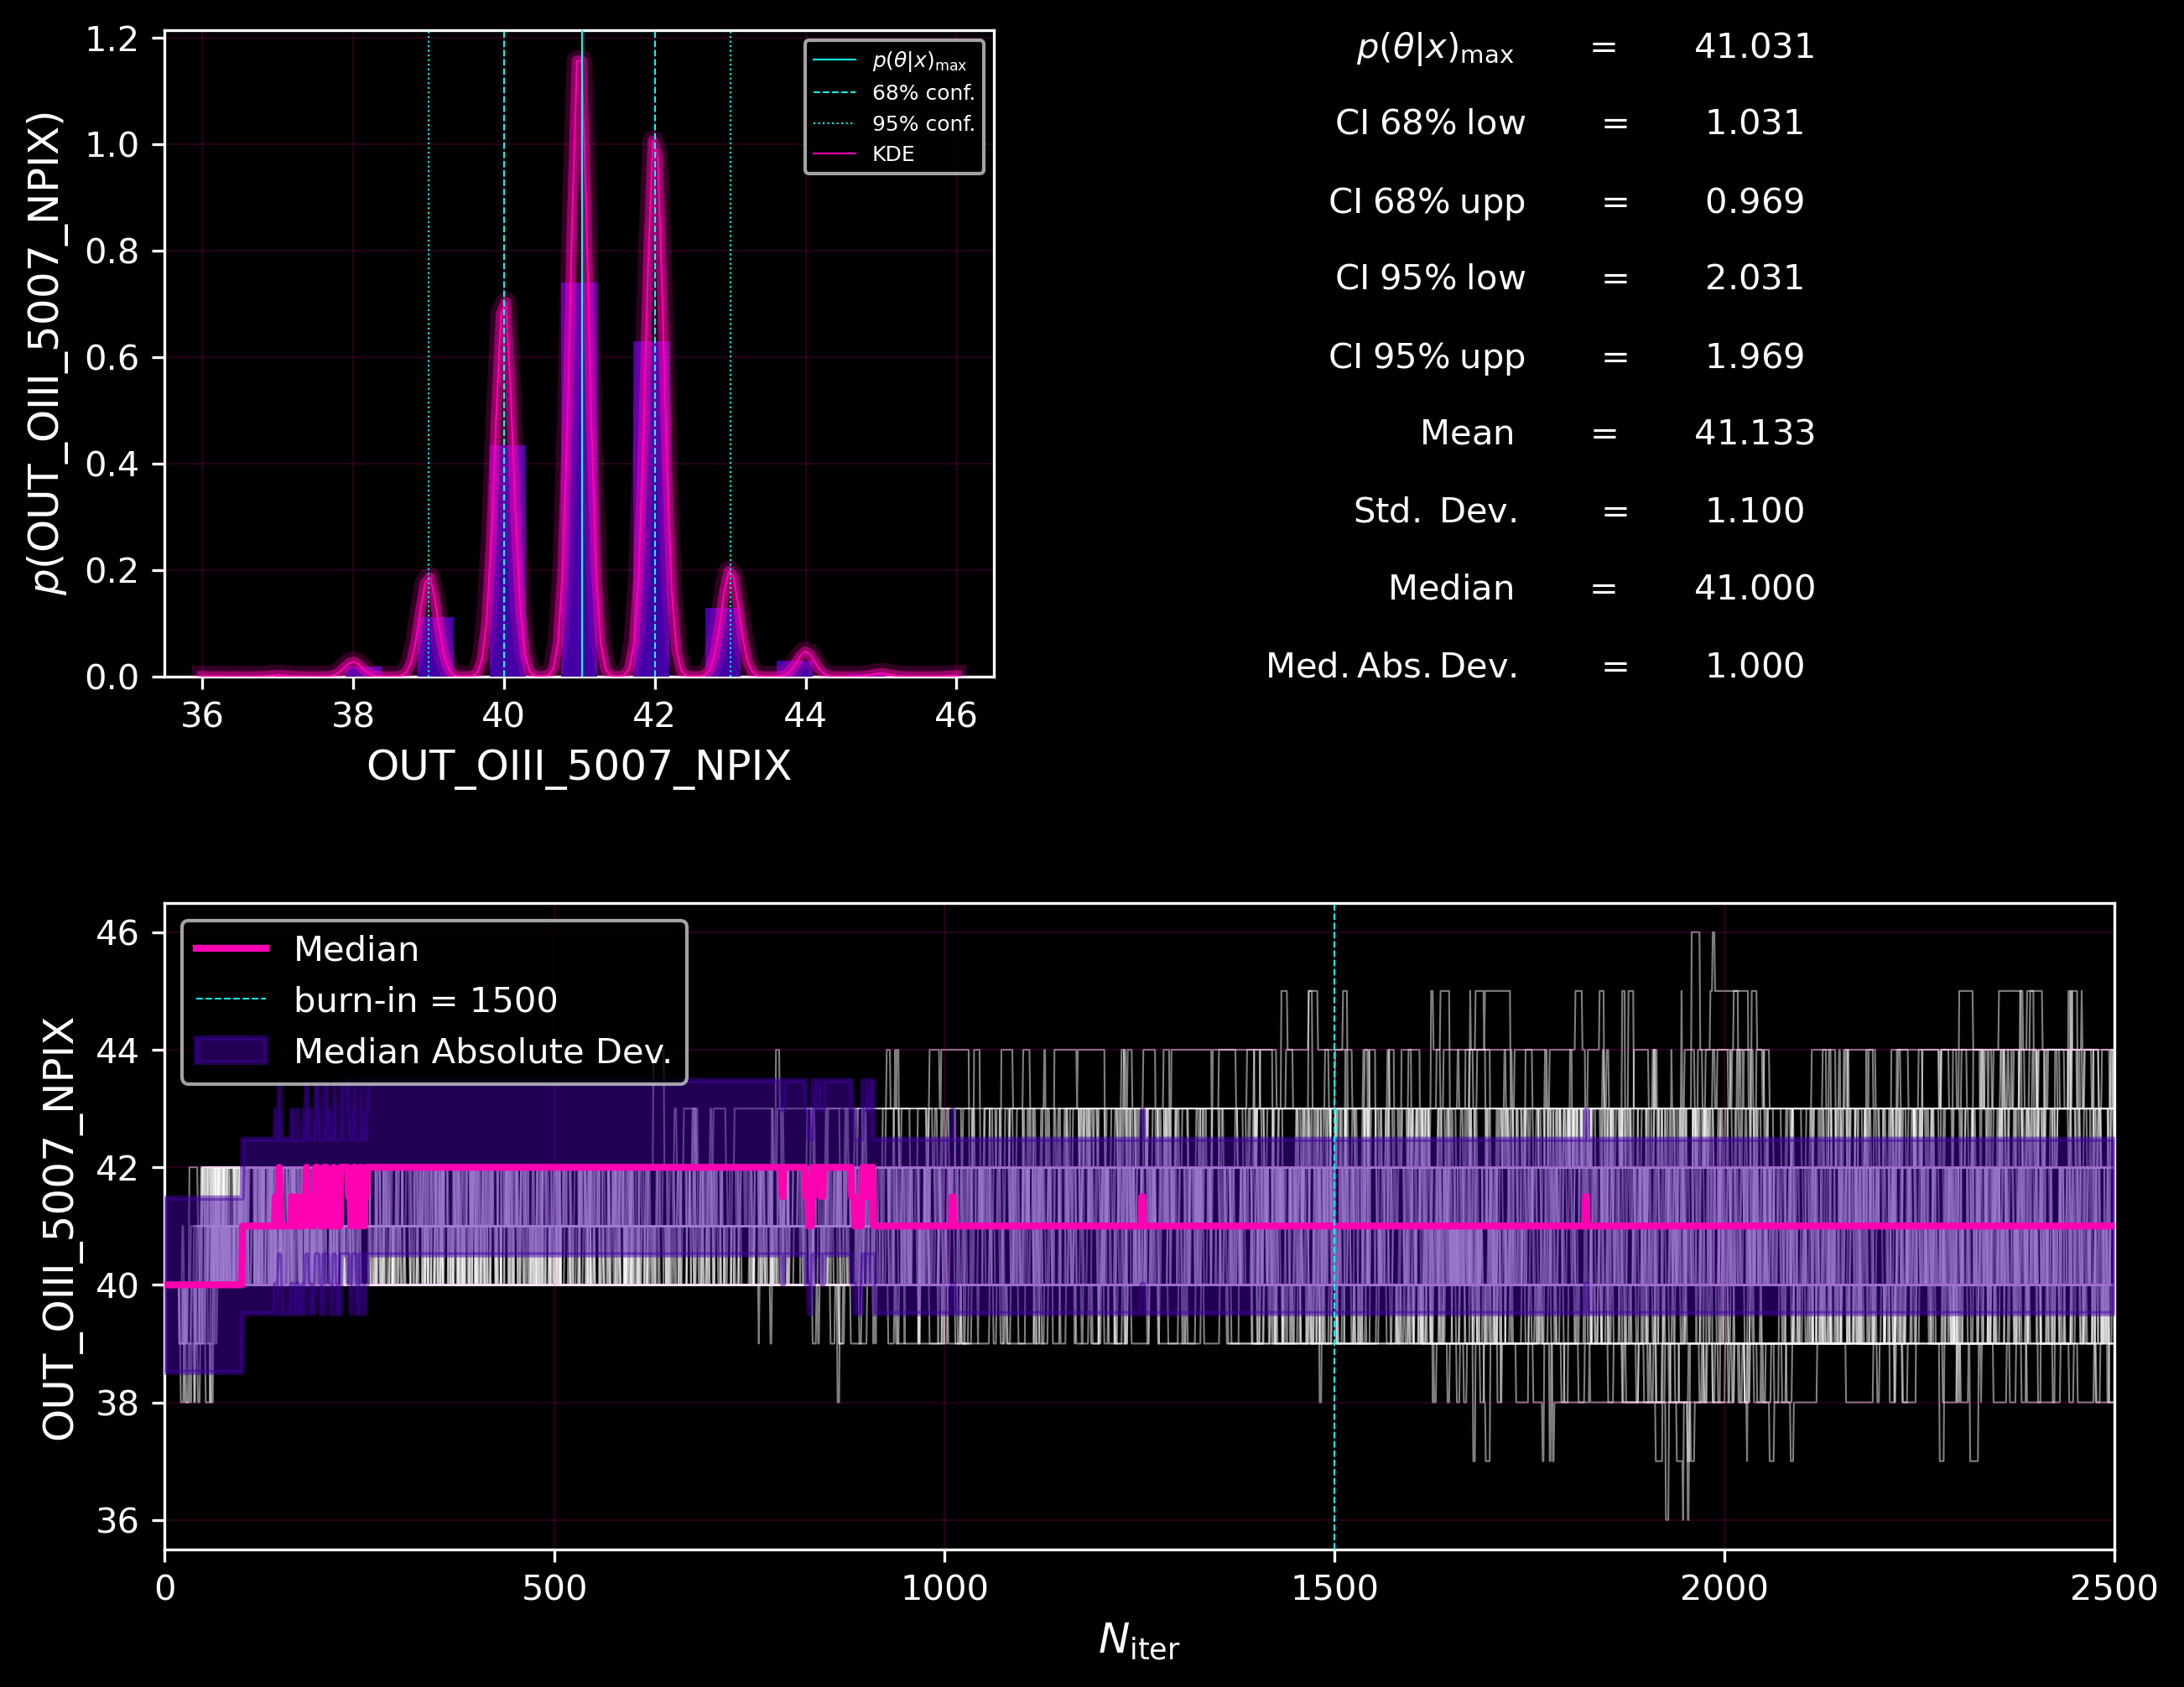 p(OUT_OIII_5007_NPIX)
1.2
1.0
0.8
0.6
0.4
0.2
0.0
36 38 40 42 44 46
OUT_OIII_5007_NPIX
p(θ|x)max
68% conf.
95% conf.
KDE
p(θ|x)max = 41.031
CI 68% low = 1.031
CI 68% upp = 0.969
CI 95% low = 2.031
CI 95% upp = 1.969
Mean = 41.133
Std. Dev. = 1.100
Median = 41.000
Med. Abs. Dev. = 1.000
OUT_OIII_5007_NPIX
46
44
42
40
38
36
Median
burn-in = 1500
Median Absolute Dev.
0 500 1000 1500 2000 2500
Niter